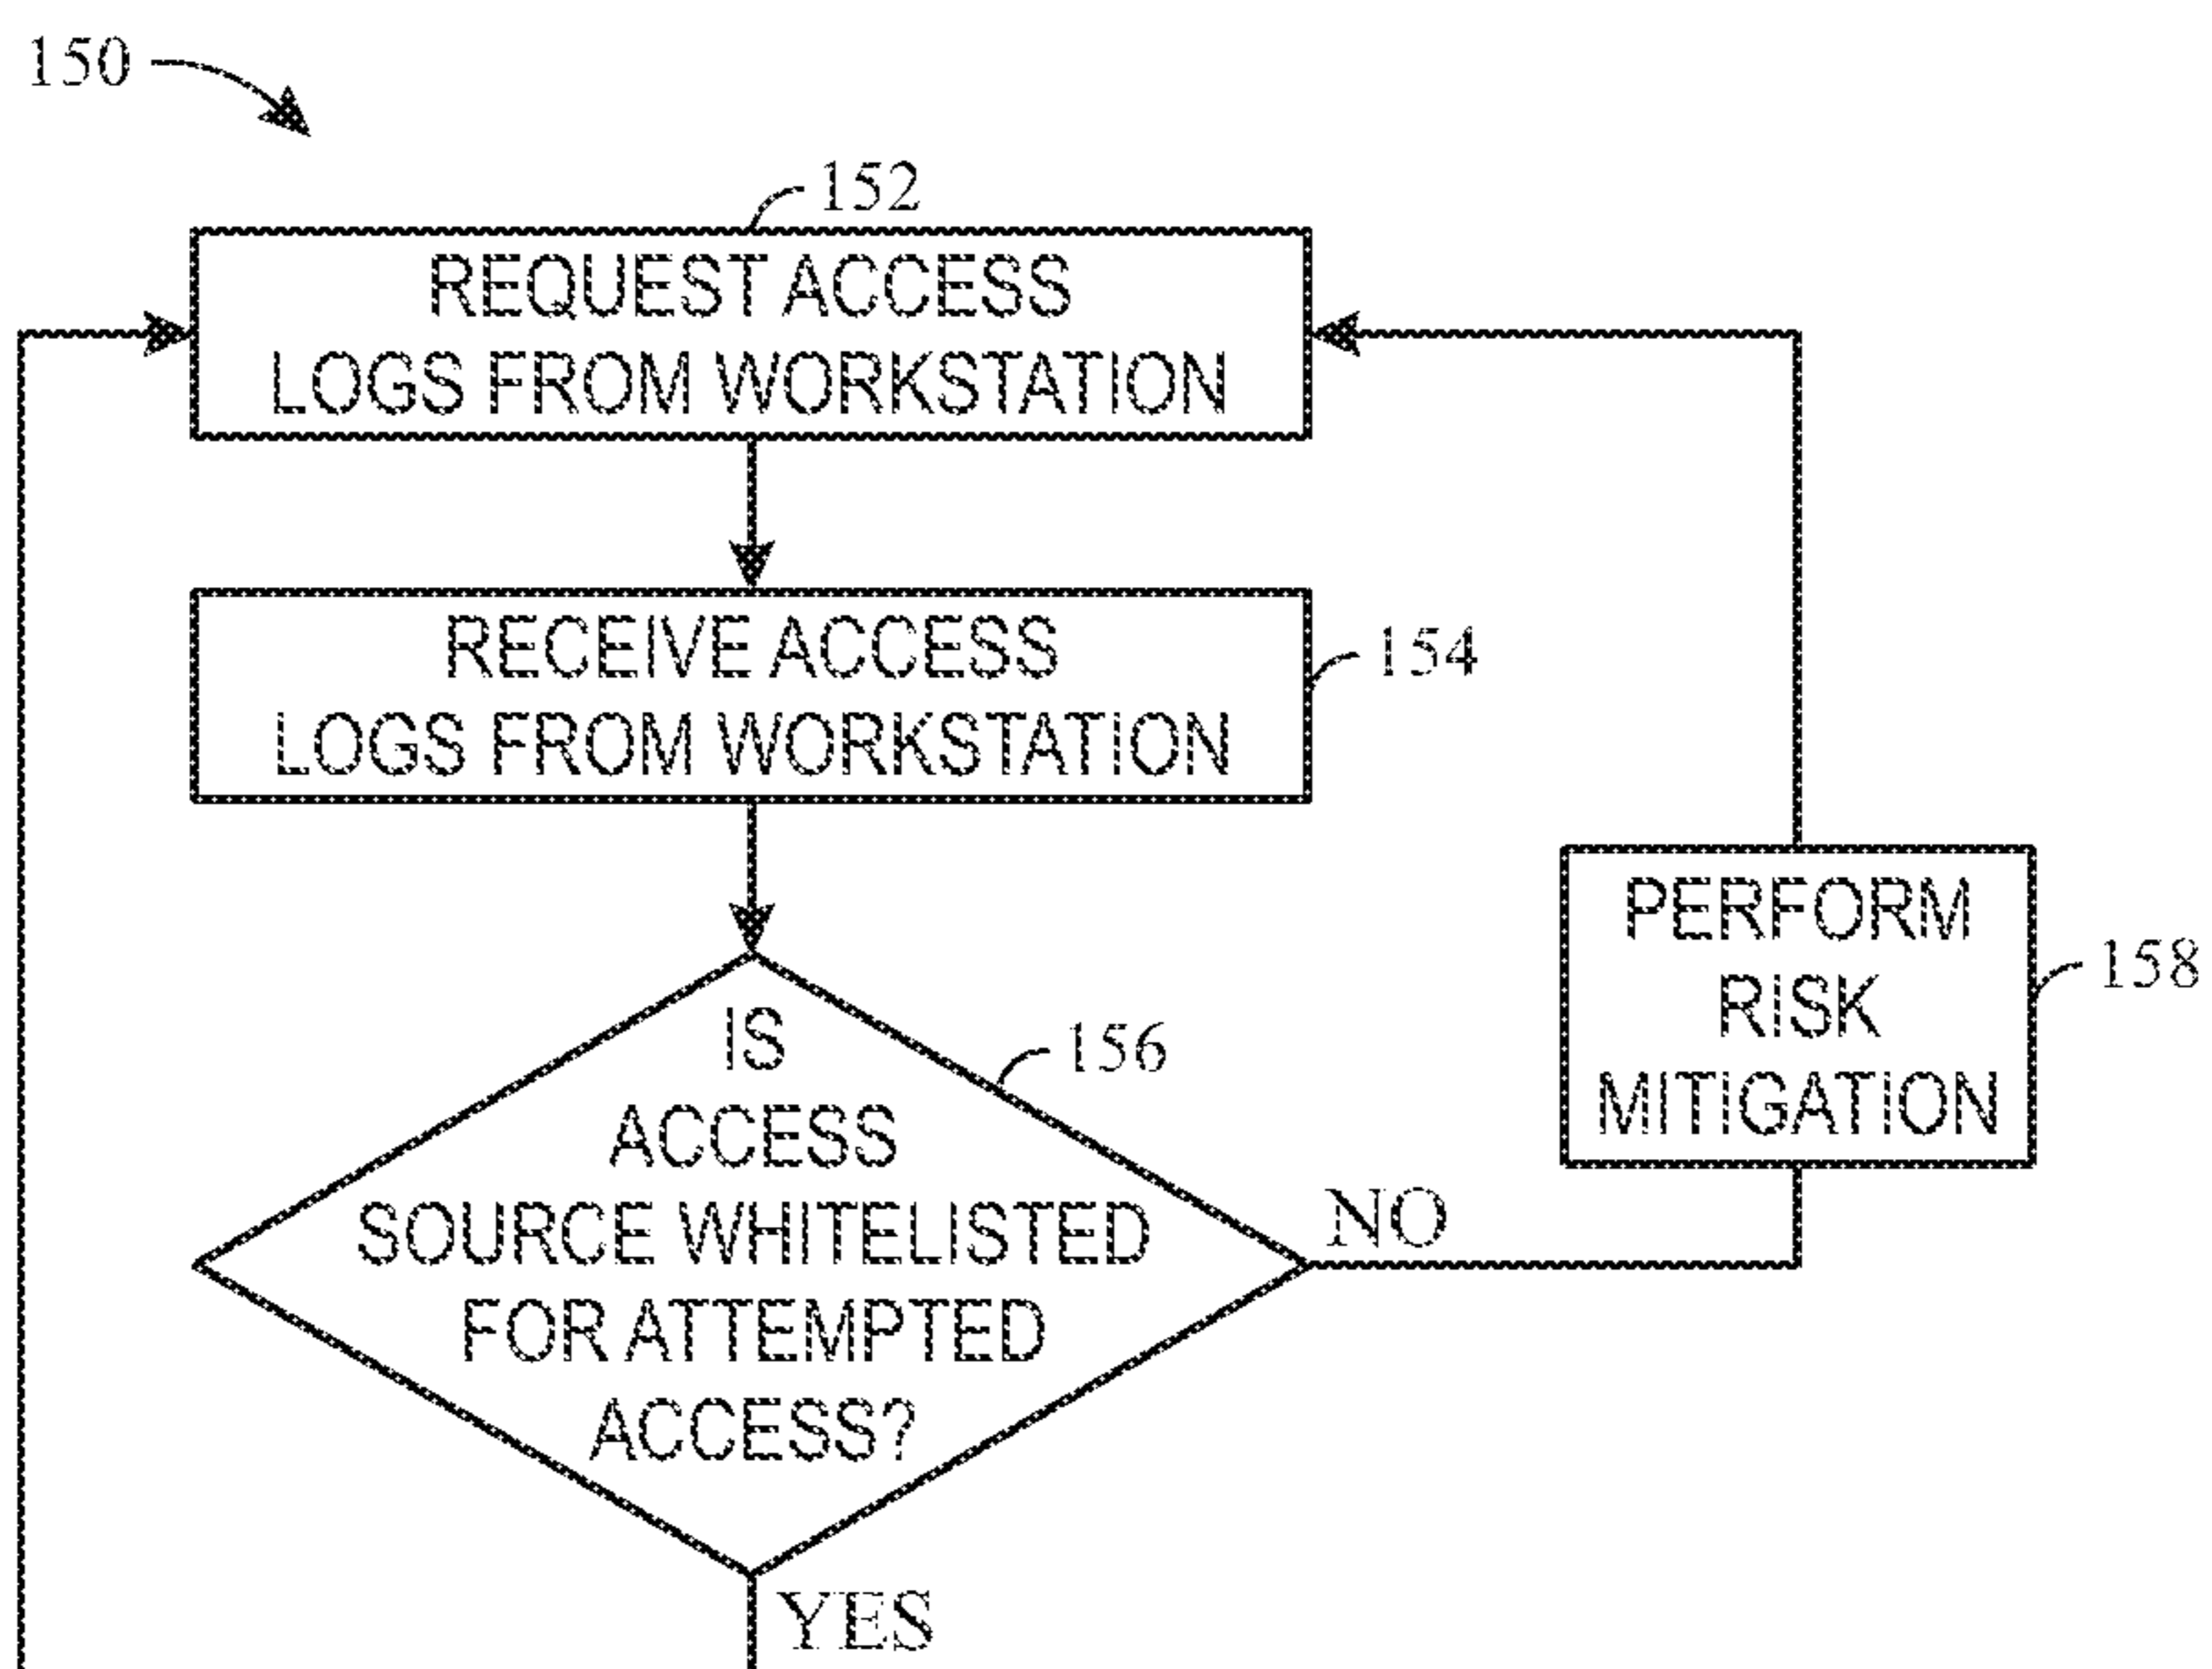 150
152
REQUEST ACCESS
LOGS FROM WORKSTATION
RECEIVE ACCESS
LOGS FROM WORKSTATION
154
PERFORM
RISK
MITIGATION
158
IS
ACCESS
SOURCE WHITELISTED
FOR ATTEMPTED
ACCESS?
156
NO
YES